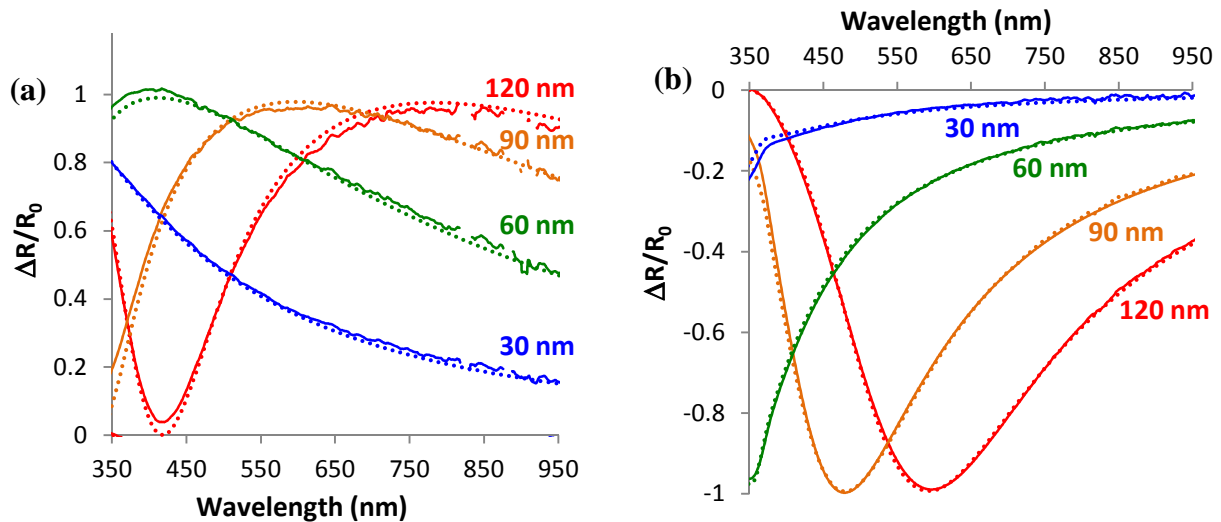 (a)
ΔR/R0
1
0.8
0.6
0.4
0.2
0
120 nm
90 nm
60 nm
30 nm
350 450 550 650 750 850 950
Wavelength (nm)
(b)
Wavelength (nm)
350 450 550 650 750 850 950
ΔR/R0
0
-0.2
-0.4
-0.6
-0.8
-1
30 nm
60 nm
90 nm
120 nm